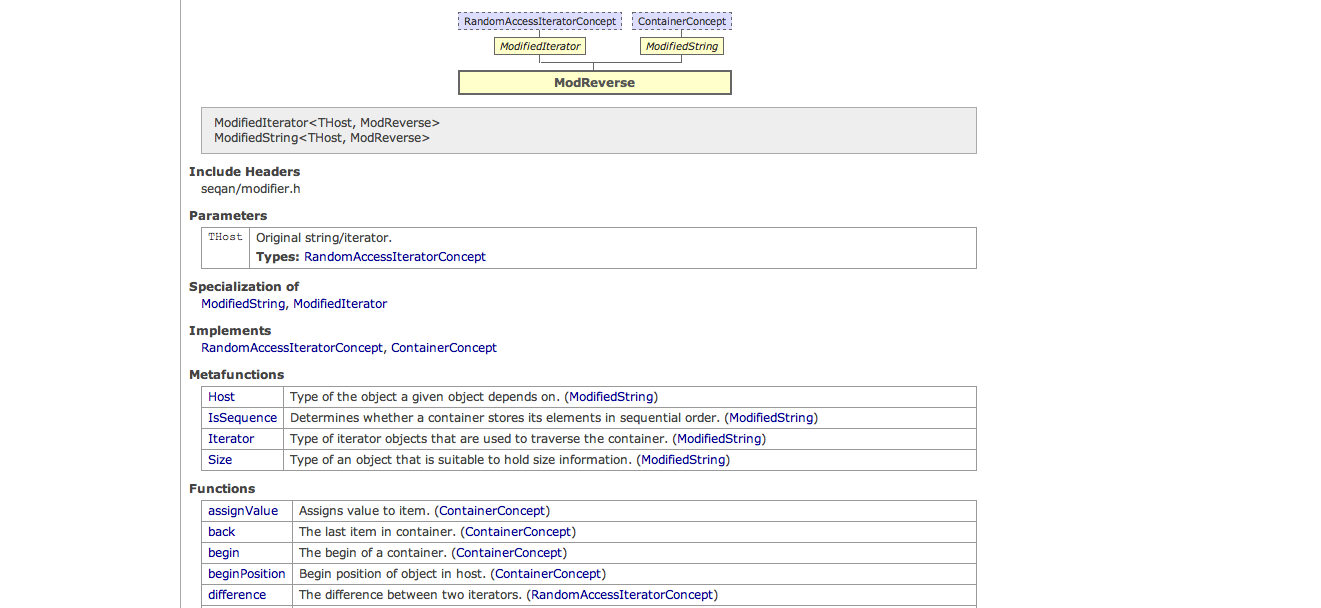 RandomAccessIteratorConcept ContainerConcept
ModifiedIterator ModifiedString
ModReverse
ModifiedIterator<THost, ModReverse>
ModifiedString<THost, ModReverse>
Include Headers
seqan/modifier.h
Parameters
THost Original string/iterator.
Types: RandomAccessIteratorConcept
Specialization of
ModifiedString, ModifiedIterator
Implements
RandomAccessIteratorConcept, ContainerConcept
Metafunctions
Host Type of the object a given object depends on. (ModifiedString)
IsSequence Determines whether a container stores its elements in sequential order. (ModifiedString)
Iterator Type of iterator objects that are used to traverse the container. (ModifiedString)
Size Type of an object that is suitable to hold size information. (ModifiedString)
Functions
assignValue Assigns value to item. (ContainerConcept)
back The last item in container. (ContainerConcept)
begin The begin of a container. (ContainerConcept)
beginPosition Begin position of object in host. (ContainerConcept)
difference The difference between two iterators. (RandomAccessIteratorConcept)